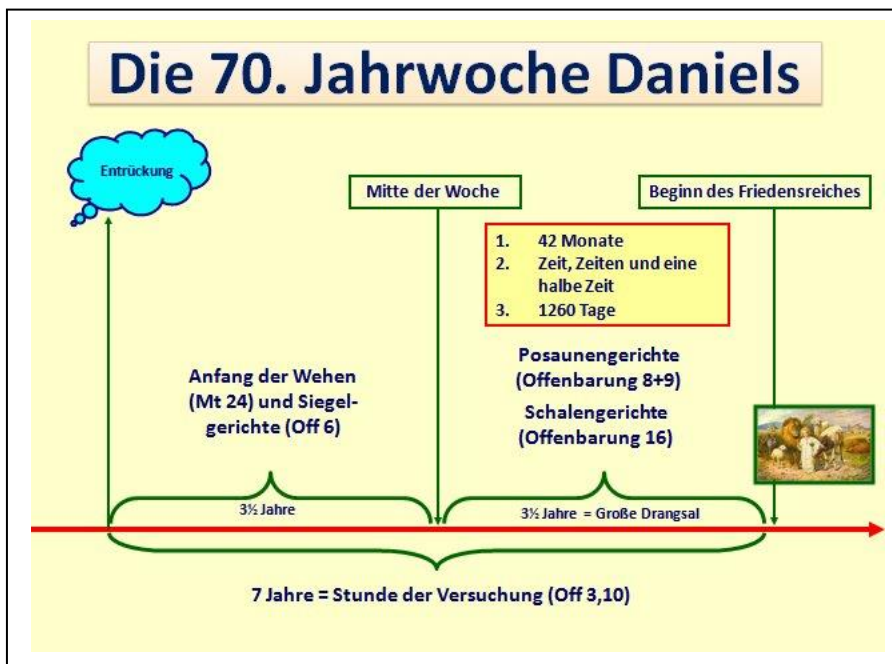 Die 70. Jahrwoche Daniels
Entrückung
Mitte der Woche
Beginn des Friedensreiches
1. 42 Monate
2. Zeit, Zeiten und eine
halbe Zeit
3. 1260 Tage
Anfang der Wehen
(Mt 24) und Siegel-
gerichte (Off 6)
Posaunengerichte
(Offenbarung 8+9)
Schalengerichte
(Offenbarung 16)
3½ Jahre
3½ Jahre = Große Drangsal
7 Jahre = Stunde der Versuchung (Off 3,10)